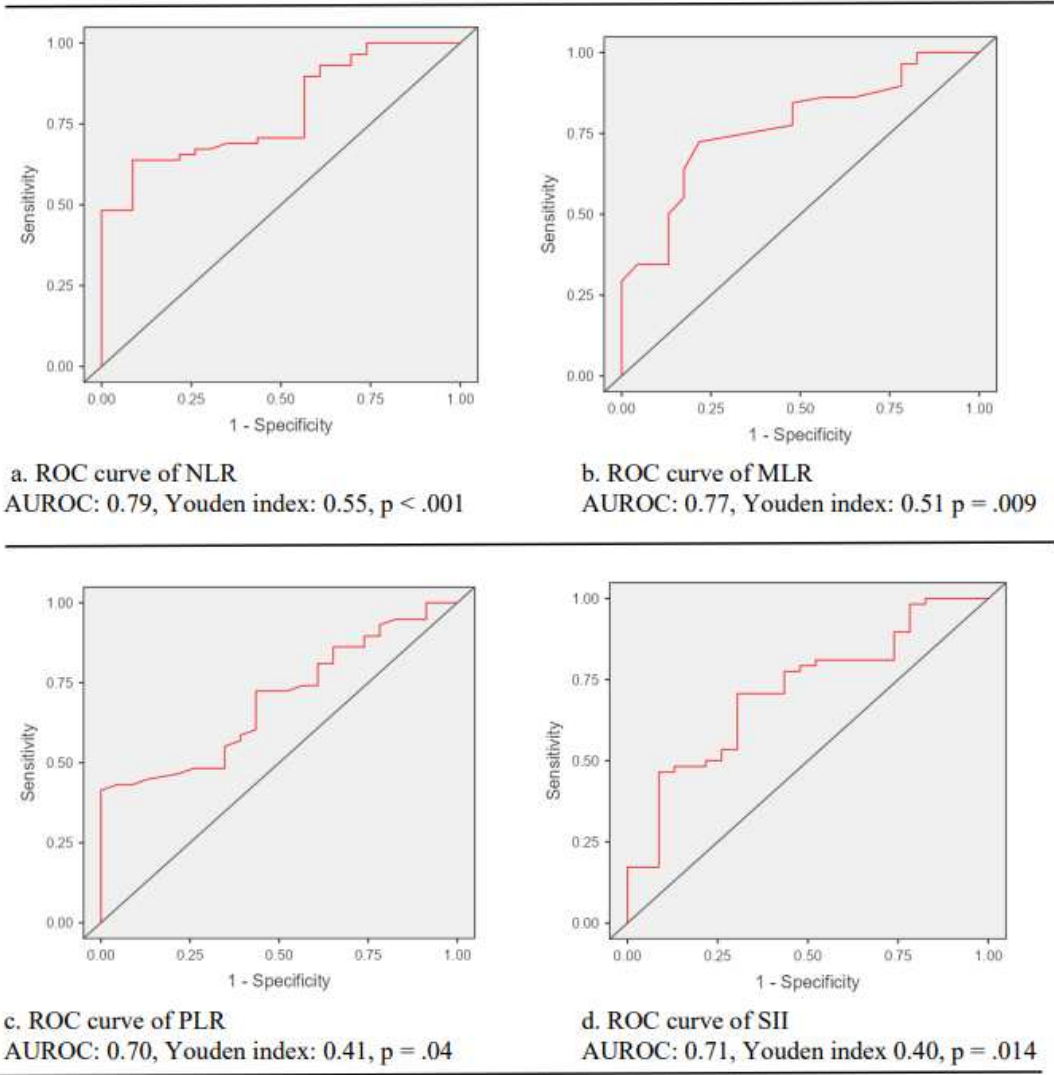 1.00
0.75
0.50
0.25
0.00
Sensitivity
0.00 0.25 0.50 0.75 1.00
1 - Specificity
a. ROC curve of NLR
AUROC: 0.79, Youden index: 0.55, p < .001
1.00
0.75
0.50
0.25
0.00
Sensitivity
0.00 0.25 0.50 0.75 1.00
1 - Specificity
b. ROC curve of MLR
AUROC: 0.77, Youden index: 0.51 p = .009
1.00
0.75
0.50
0.25
0.00
Sensitivity
0.00 0.25 0.50 0.75 1.00
1 - Specificity
c. ROC curve of PLR
AUROC: 0.70, Youden index: 0.41, p = .04
1.00
0.75
0.50
0.25
0.00
Sensitivity
0.00 0.25 0.50 0.75 1.00
1 - Specificity
d. ROC curve of SII
AUROC: 0.71, Youden index 0.40, p = .014